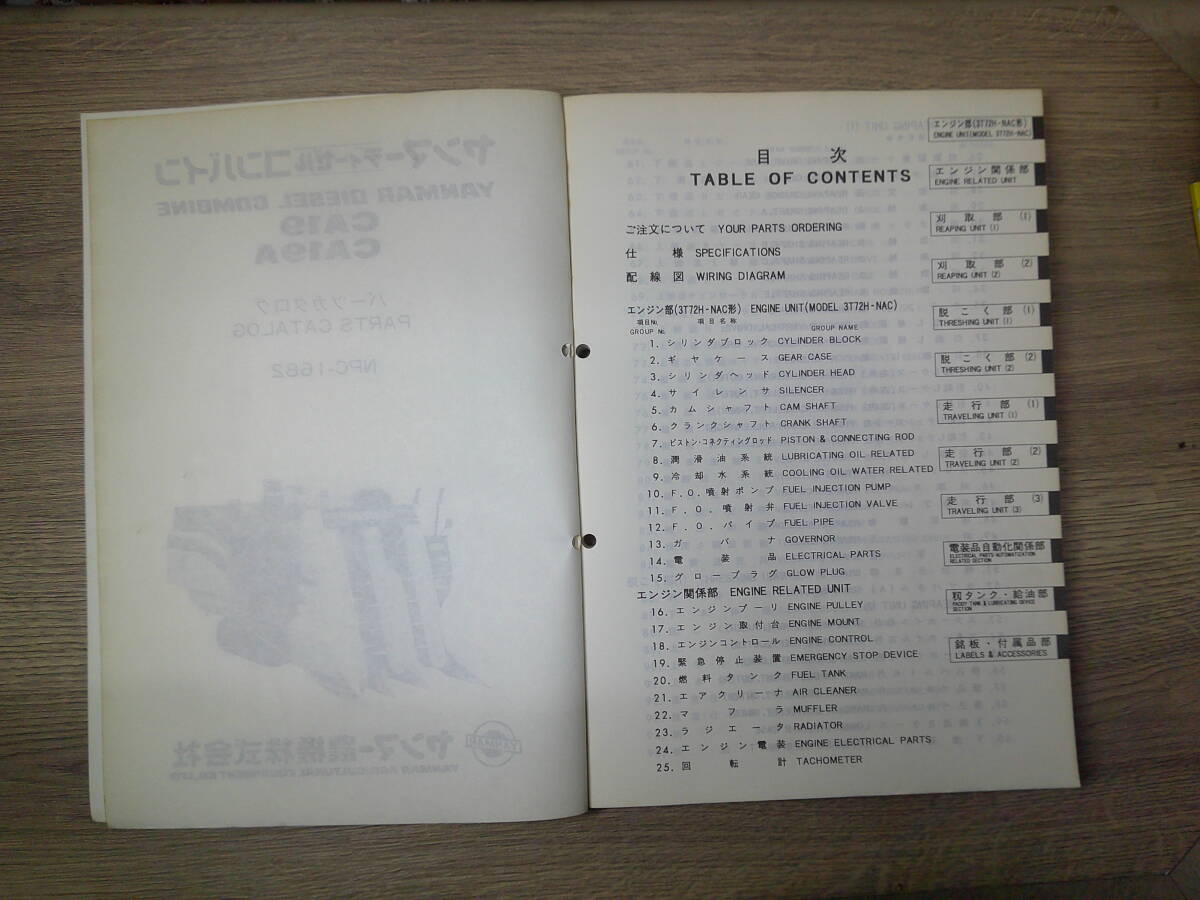 ヤンマーディーゼルコンバイン
YANMAR DIESEL COMBINE
CA19
CA19A
パーツカタログ
PARTS CATALOG
NPC-1682
ヤンマー農機株式会社
YANMAR AGRICULTURAL EQUIPMENT CO.,LTD.
目 次
TABLE OF CONTENTS
ご注文について YOUR PARTS ORDERING
仕 様 SPECIFICATIONS
配 線 図 WIRING DIAGRAM
エンジン部(3T72H-NAC形) ENGINE UNIT(MODEL 3T72H-NAC)
項目No. 項目名称
GROUP No. GROUP NAME
1. シリンダブロック CYLINDER BLOCK
2. ギヤケース GEAR CASE
3. シリンダヘッド CYLINDER HEAD
4. サイレンサ SILENCER
5. カムシャフト CAM SHAFT
6. クランクシャフト CRANK SHAFT
7. ピストン・コネクティングロッド PISTON & CONNECTING ROD
8. 潤滑油系統 LUBRICATING OIL RELATED
9. 冷却水系統 COOLING OIL WATER RELATED
10. F.O.噴射ポンプ FUEL INJECTION PUMP
11. F.O.噴射弁 FUEL INJECTION VALVE
12. F.O.パイプ FUEL PIPE
13. ガバナ GOVERNOR
14. 電装品 ELECTRICAL PARTS
15. グロープラグ GLOW PLUG
エンジン関係部 ENGINE RELATED UNIT
16. エンジンプーリ ENGINE PULLEY
17. エンジン取付台 ENGINE MOUNT
18. エンジンコントロール ENGINE CONTROL
19. 緊急停止装置 EMERGENCY STOP DEVICE
20. 燃料タンク FUEL TANK
21. エアクリーナ AIR CLEANER
22. マフラ MUFFLER
23. ラジエータ RADIATOR
24. エンジン電装 ENGINE ELECTRICAL PARTS
25. 回転計 TACHOMETER
エンジン部(3T72H-NAC形)
ENGINE UNIT(MODEL 3T72H-NAC)
エンジン関係部
ENGINE RELATED UNIT
刈取部 (1)
REAPING UNIT (1)
刈取部 (2)
REAPING UNIT (2)
脱こく部 (1)
THRESHING UNIT (1)
脱こく部 (2)
THRESHING UNIT (2)
走行部 (1)
TRAVELING UNIT (1)
走行部 (2)
TRAVELING UNIT (2)
走行部 (3)
TRAVELING UNIT (3)
電装品自動化関係部
ELECTRICAL PARTS・AUTOMATIZATION
RELATED SECTION
籾タンク・給油部
PADDY TANK & LUBRICATING DEVICE
SECTION
銘板・付属品部
LABELS & ACCESSORIES